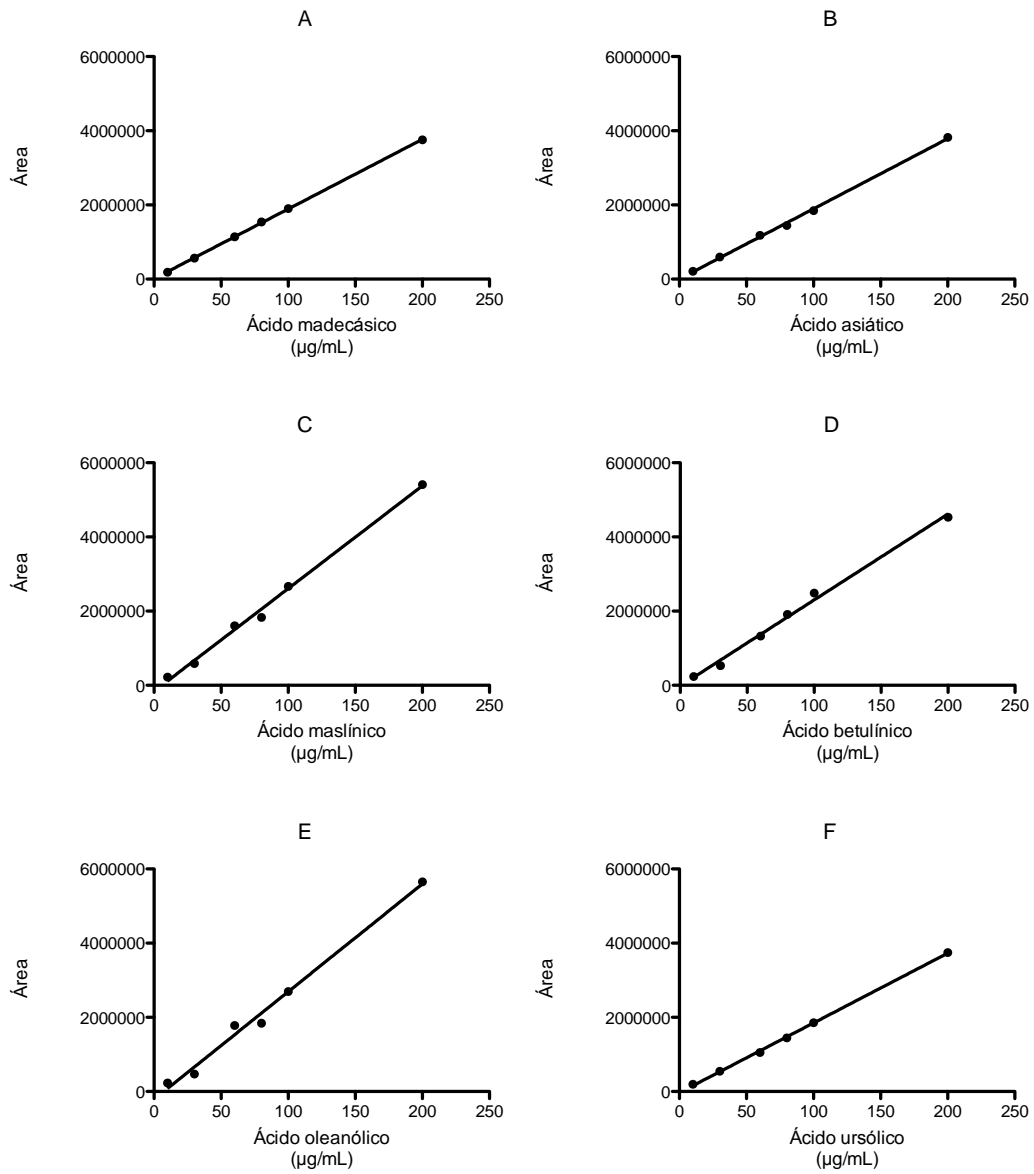 A
6000000
4000000
2000000
0
Área
0 50 100 150 200 250
Ácido madecásico
(µg/mL)
B
6000000
4000000
2000000
0
Área
0 50 100 150 200 250
Ácido asiático
(µg/mL)
C
6000000
4000000
2000000
0
Área
0 50 100 150 200 250
Ácido maslínico
(µg/mL)
D
6000000
4000000
2000000
0
Área
0 50 100 150 200 250
Ácido betulínico
(µg/mL)
E
6000000
4000000
2000000
0
Área
0 50 100 150 200 250
Ácido oleanólico
(µg/mL)
F
6000000
4000000
2000000
0
Área
0 50 100 150 200 250
Ácido ursólico
(µg/mL)